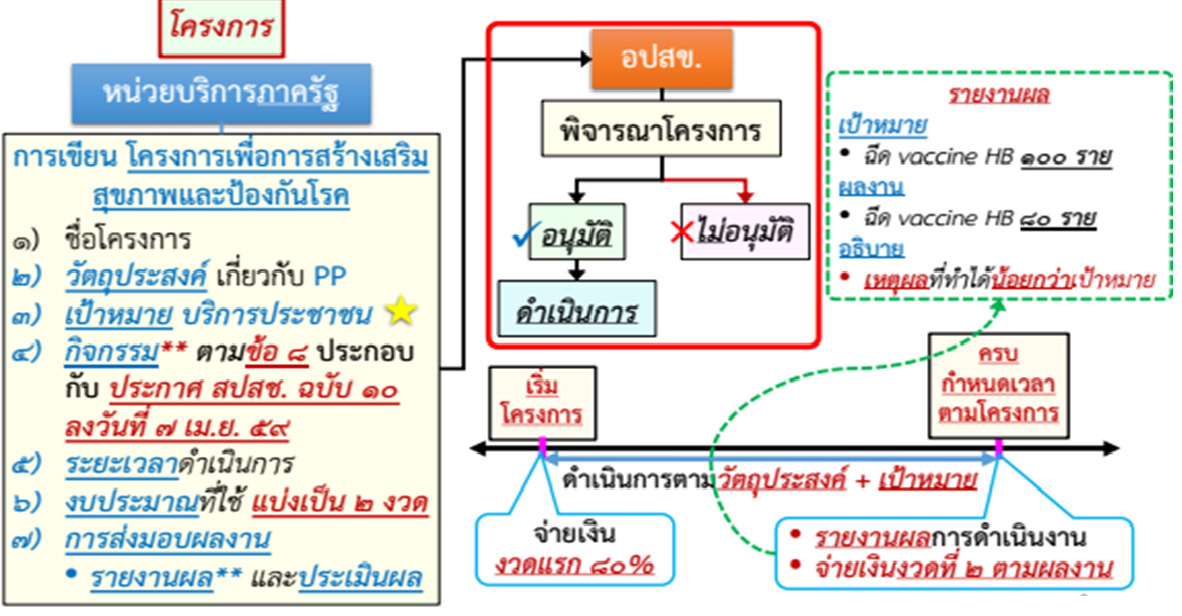 โครงการ
หน่วยบริการภาครัฐ
การเขียน โครงการเพื่อการสร้างเสริม
สุขภาพและป้องกันโรค
๑) ชื่อโครงการ
๒) วัตถุประสงค์ เกี่ยวกับ PP
๓) เป้าหมาย บริการประชาชน
๔) กิจกรรม** ตามข้อ ๘ ประกอบ
กับ ประกาศ สปสช. ฉบับ ๑๐
ลงวันที่ ๗ เม.ย. ๕๙
๕) ระยะเวลาดำเนินการ
๖) งบประมาณที่ใช้ แบ่งเป็น ๒ งวด
๗) การส่งมอบผลงาน
• รายงานผล** และประเมินผล
อปสข.
พิจารณาโครงการ
อนุมัติ
ไม่อนุมัติ
ดำเนินการ
รายงานผล
เป้าหมาย
• ฉีด vaccine HB ๑๐๐ ราย
ผลงาน
• ฉีด vaccine HB ๘๐ ราย
อธิบาย
• เหตุผลที่ทำได้น้อยกว่าเป้าหมาย
เริ่ม
โครงการ
ครบ
กำหนดเวลา
ตามโครงการ
ดำเนินการตามวัตถุประสงค์ + เป้าหมาย
จ่ายเงิน
งวดแรก ๘๐%
• รายงานผลการดำเนินงาน
• จ่ายเงินงวดที่ ๒ ตามผลงาน